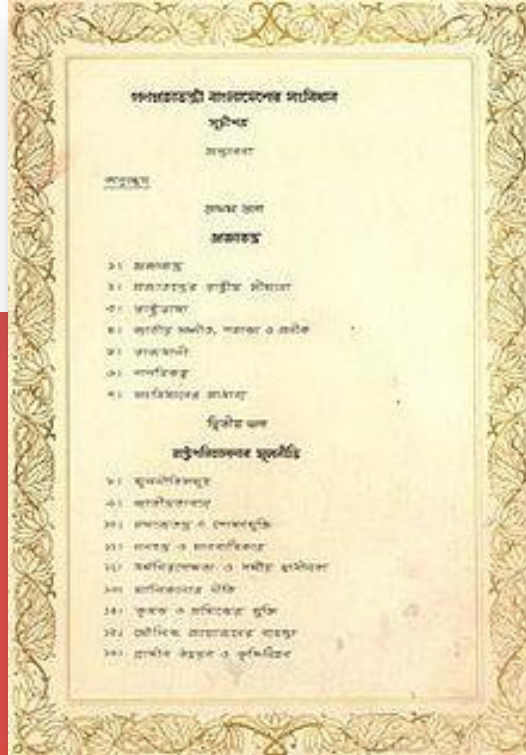 গণপ্রজাতন্ত্রী বাংলাদেশের সংবিধান
সূচীপত্র
প্রস্তাবনা
অনুচ্ছেদ
প্রথম ভাগ
প্রজাতন্ত্র
১। প্রজাতন্ত্র
২। প্রজাতন্ত্রের রাষ্ট্রীয় সীমানা
৩। রাষ্ট্রভাষা
৪। জাতীয় সঙ্গীত, পতাকা ও প্রতীক
৫। রাজধানী
৬। নাগরিকত্ব
৭। সংবিধানের প্রাধান্য
দ্বিতীয় ভাগ
রাষ্ট্রপরিচালনার মূলনীতি
৮। মূলনীতিসমূহ
৯। জাতীয়তাবাদ
১০। সমাজতন্ত্র ও শোষণমুক্তি
১১। গণতন্ত্র ও মানবাধিকার
১২। ধর্মনিরপেক্ষতা ও ধর্মীয় স্বাধীনতা
১৩। মালিকানার নীতি
১৪। কৃষক ও শ্রমিকের মুক্তি
১৫। মৌলিক প্রয়োজনের ব্যবস্থা
১৬। গ্রামীণ উন্নয়ন ও কৃষিবিপ্লব